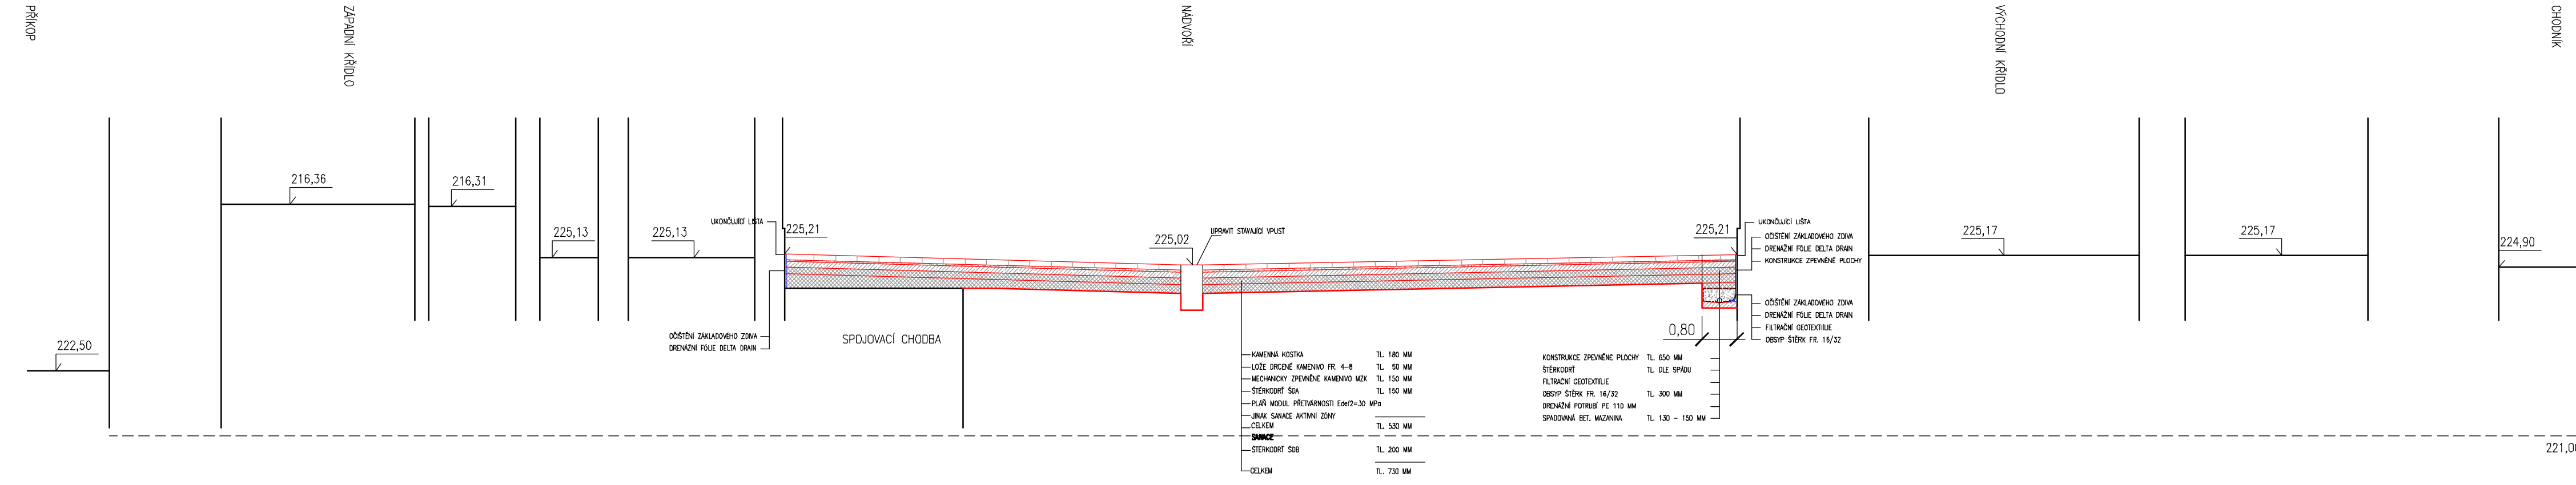 PŘÍKOP
ZÁPADNÍ KŘÍDLO
NÁDVOŘÍ
VÝCHODNÍ KŘÍDLO
CHODNÍK
216,36
216,31
225,13
225,13
UKONČUJÍCÍ LIŠTA
225,21
225,02
UPRAVIT STÁVAJÍCÍ VPUSŤ
225,21
UKONČUJÍCÍ LIŠTA
OČIŠTĚNÍ ZÁKLADOVÉHO ZDIVA
DRENÁŽNÍ FÓLIE DELTA DRAIN
KONSTRUKCE ZPEVNĚNÉ PLOCHY
225,17
225,17
224,90
OČIŠTĚNÍ ZÁKLADOVÉHO ZDIVA
DRENÁŽNÍ FÓLIE DELTA DRAIN
FILTRAČNÍ GEOTEXTILIE
OBSYP ŠTĚRK FR. 16/32
0,80
222,50
OČIŠTĚNÍ ZÁKLADOVÉHO ZDIVA
DRENÁŽNÍ FÓLIE DELTA DRAIN
SPOJOVACÍ CHODBA
KAMENNÁ KOSTKA TL. 180 MM
LOŽE DRCENÉ KAMENIVO FR. 4-8 TL. 50 MM
MECHANICKY ZPEVNĚNÉ KAMENIVO MZK TL. 150 MM
ŠTĚRKODRŤ ŠDA TL. 150 MM
PLÁŇ MODUL PŘETVÁRNOSTI Edef2=30 MPa
JINAK SANACE AKTIVNÍ ZÓNY
CELKEM TL. 530 MM
SANACE
ŠTĚRKODRŤ ŠDB TL. 200 MM
CELKEM TL. 730 MM
KONSTRUKCE ZPEVNĚNÉ PLOCHY TL. 650 MM
ŠTĚRKODRŤ TL. DLE SPÁDU
FILTRAČNÍ GEOTEXTILIE
OBSYP ŠTĚRK FR. 16/32 TL. 300 MM
DRENÁŽNÍ POTRUBÍ PE 110 MM
SPÁDOVANÁ BET. MAZANINA TL. 130 - 150 MM